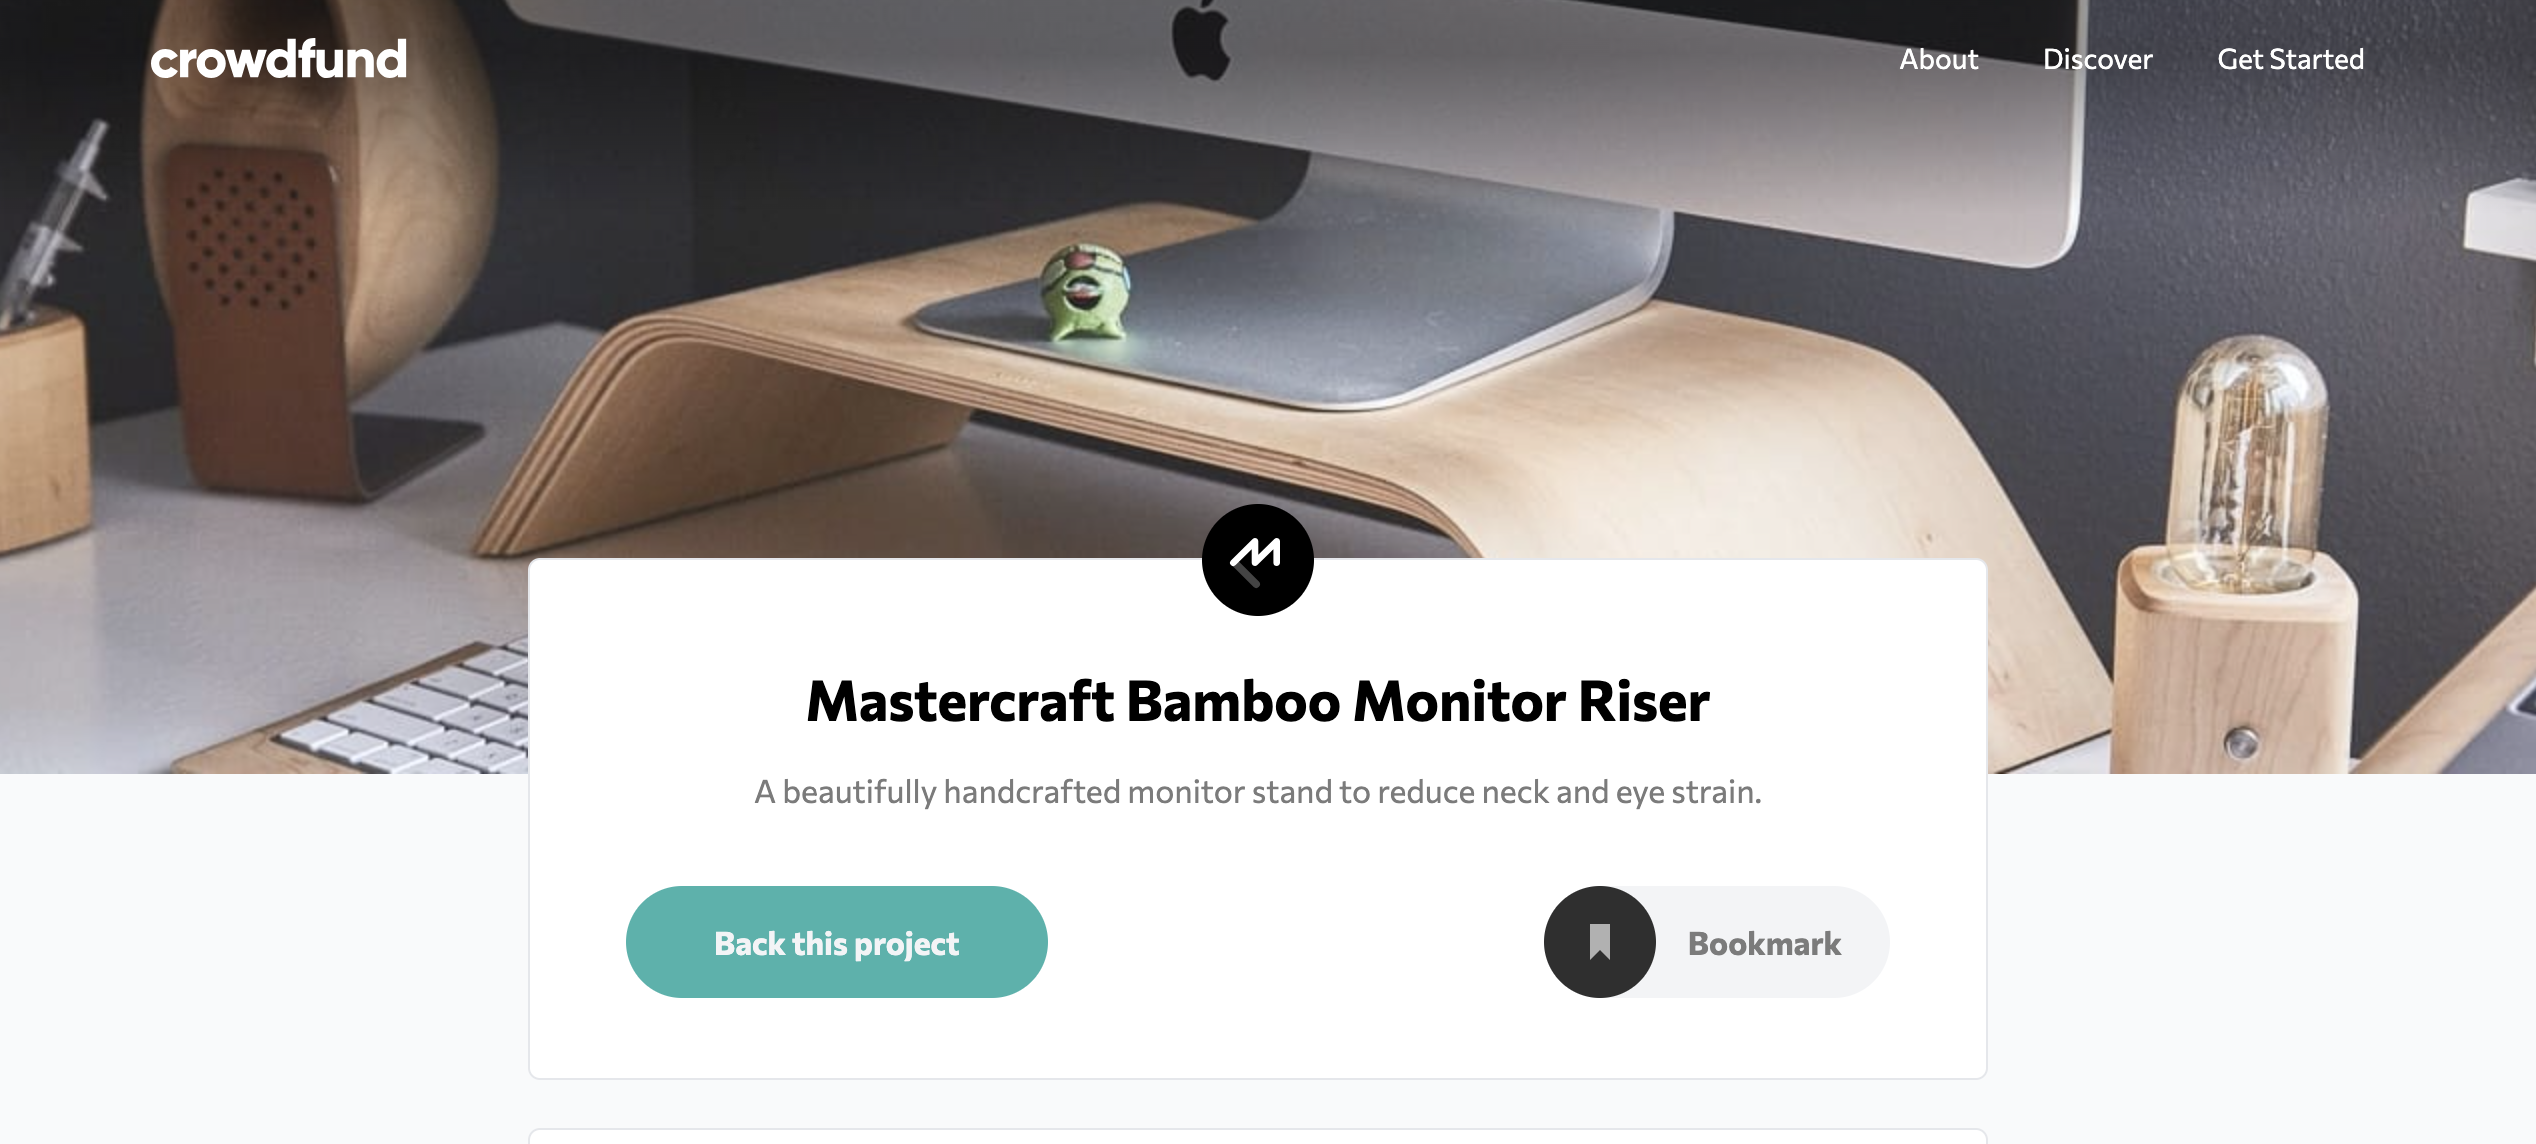 crowdfund
About
Discover
Get Started
Mastercraft Bamboo Monitor Riser
A beautifully handcrafted monitor stand to reduce neck and eye strain.
Back this project
Bookmark